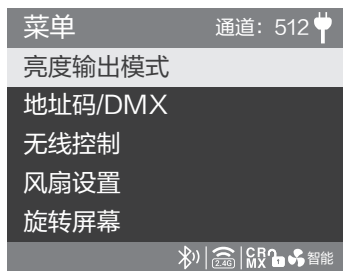 菜单 通道：512
亮度输出模式
地址码/DMX
无线控制
风扇设置
旋转屏幕
2.4G CRMX 智能